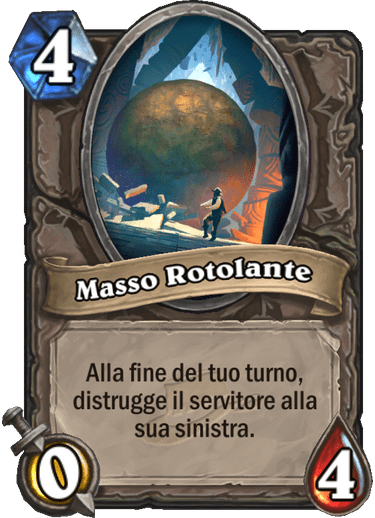 4
Masso Rotolante
Alla fine del tuo turno,
distrugge il servitore alla
sua sinistra.
0
4